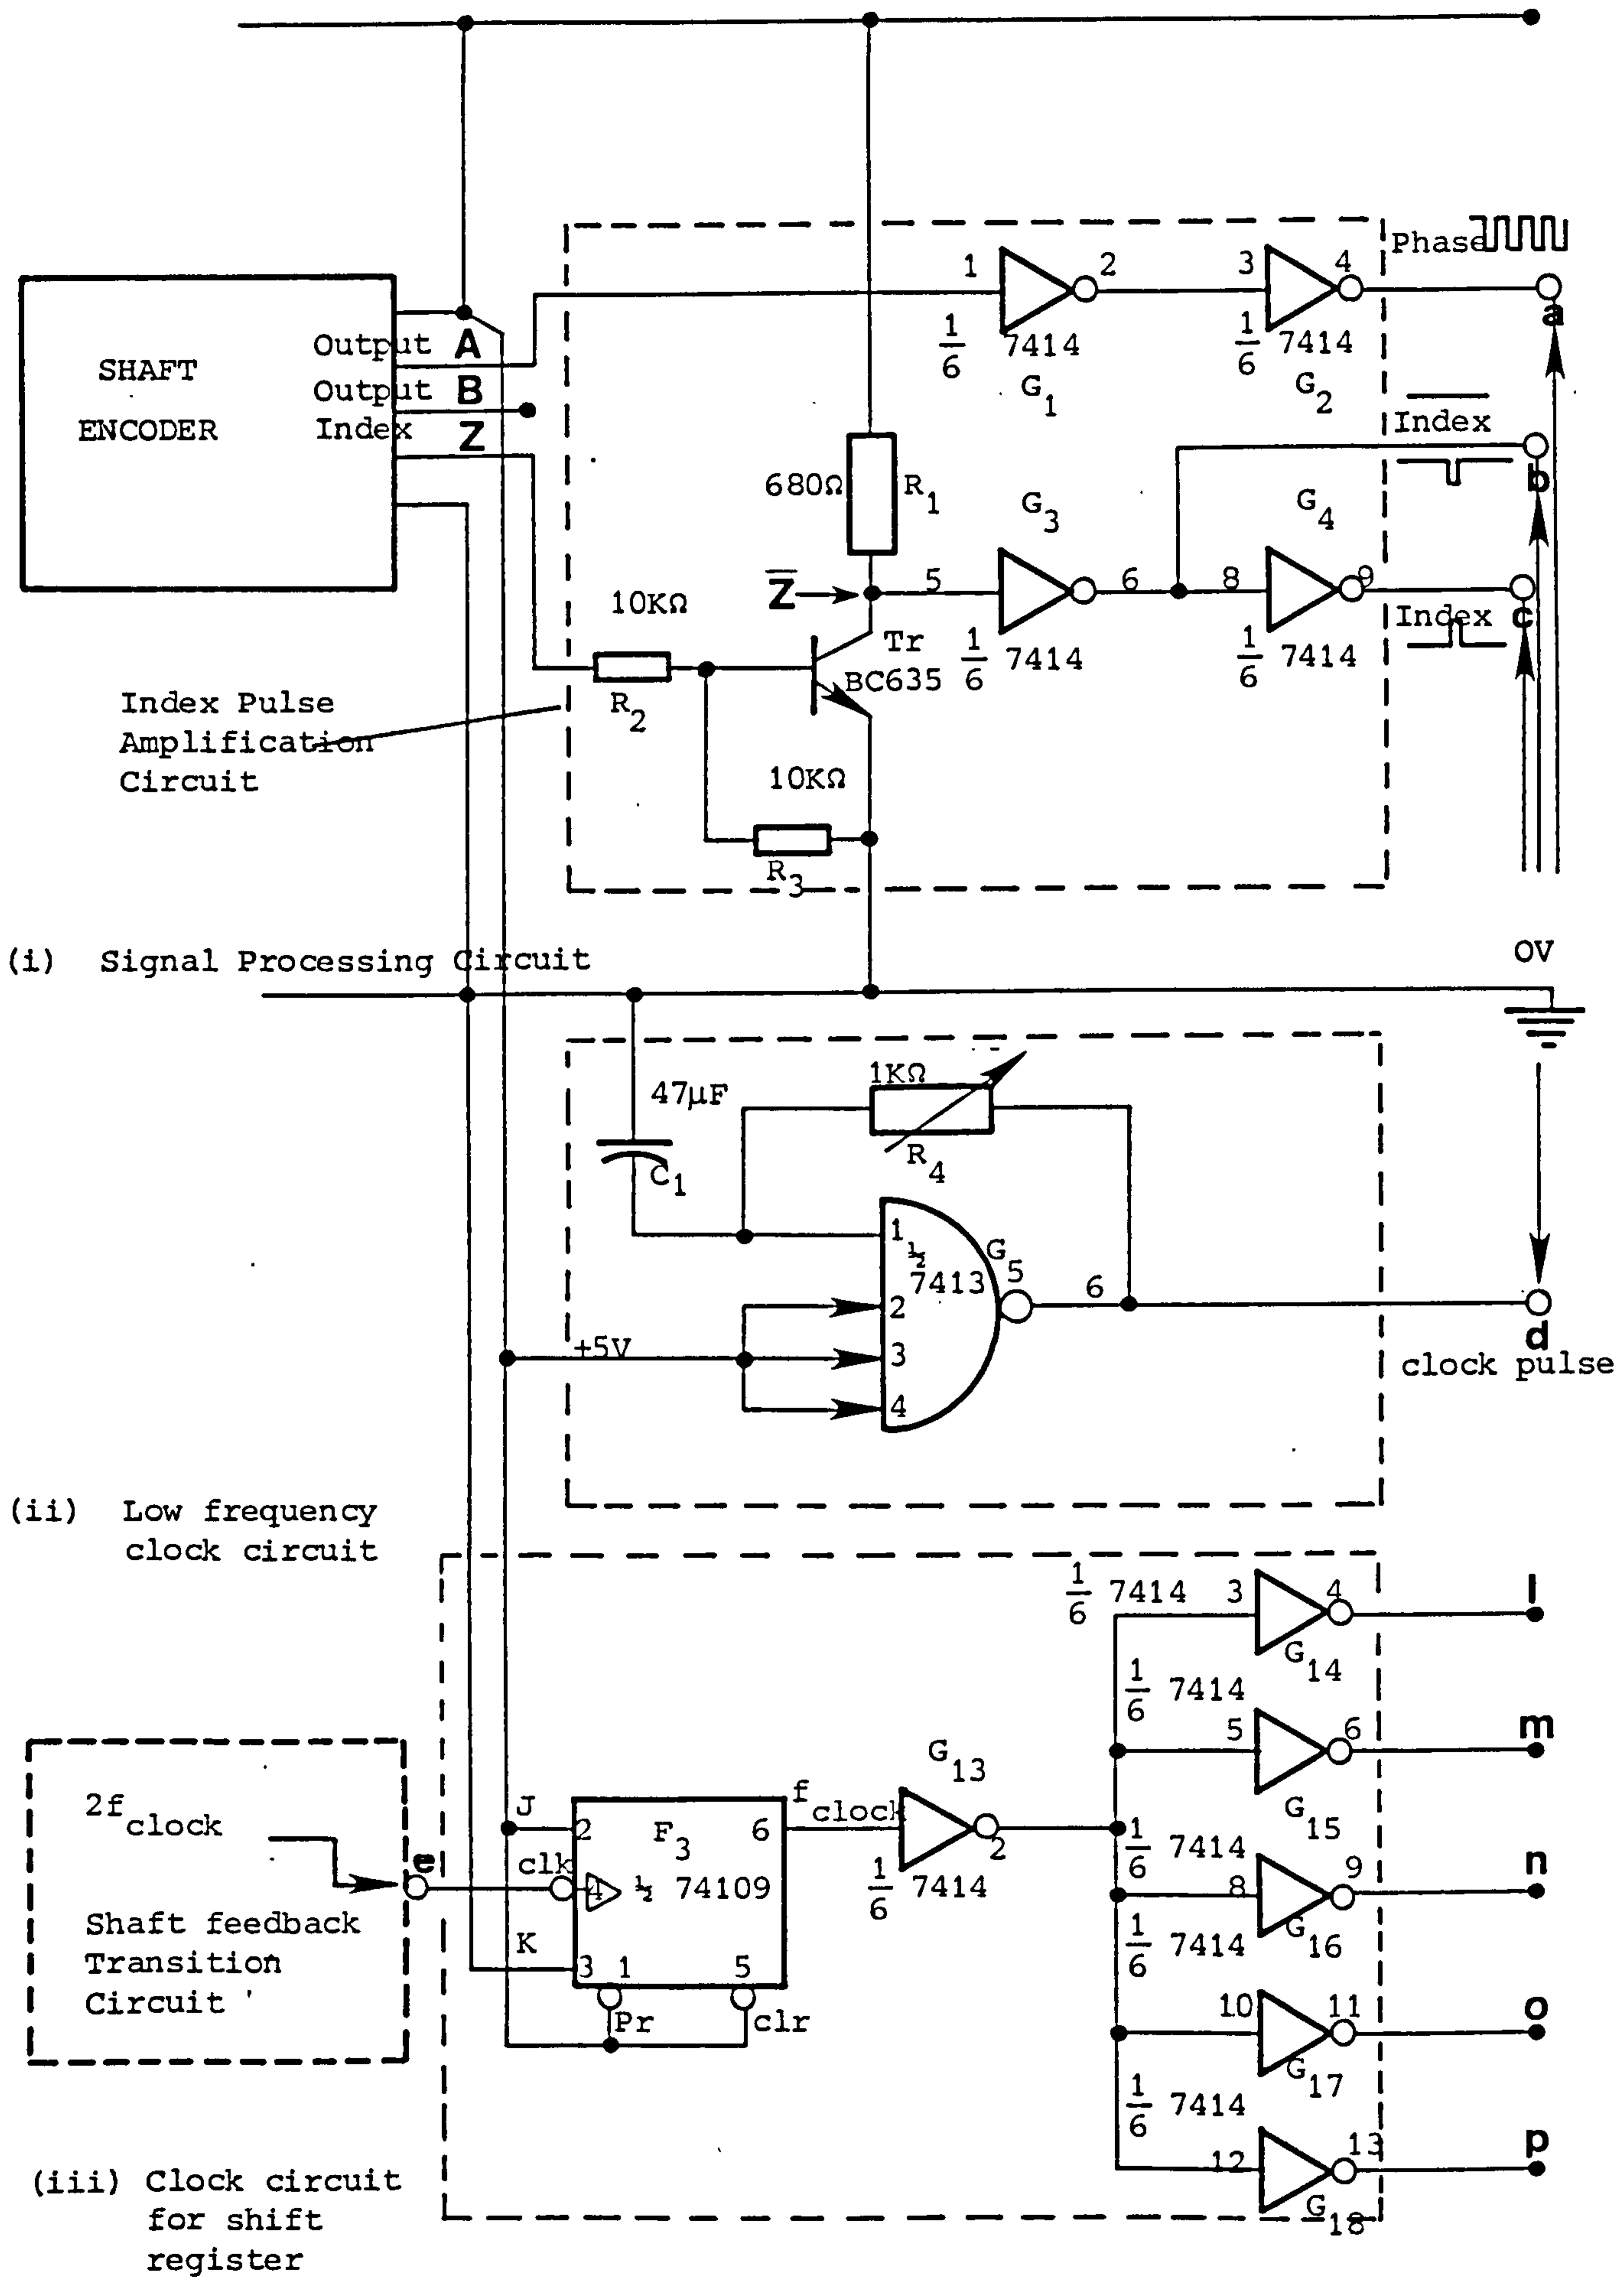 Phase
a
SHAFT
ENCODER
Output A
Output B
Index Z
1
2
3
4
1/6 7414
G1
1/6 7414
G2
Index
b
680Ω
R1
G3
G4
Z̅
5
6
8
9
10KΩ
R2
Tr
BC635
1/6 7414
1/6 7414
Index
c
Index Pulse
Amplification
Circuit
10KΩ
R3
(i) Signal Processing Circuit
0V
47µF
C1
1KΩ
R4
1
½
7413
G5
2
3
4
6
+5V
d
clock pulse
(ii) Low frequency
clock circuit
1/6 7414
3
4
l
G14
1/6 7414
5
6
m
G15
2fclock
e
Shaft feedback
Transition
Circuit
J
2
F3
6
clk
4
½ 74109
K
3
1
5
Pr
clr
fclock
G13
2
1/6 7414
1/6 7414
8
9
n
G16
1/6 7414
10
11
o
G17
1/6 7414
12
13
p
G18
(iii) Clock circuit
for shift
register